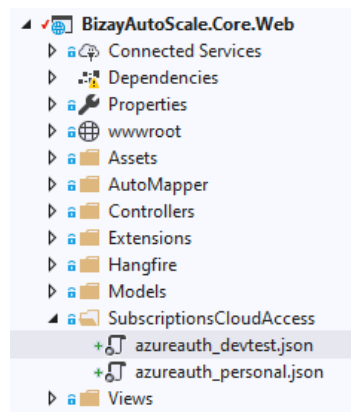 BizayAutoScale.Core.Web
Connected Services
Dependencies
Properties
wwwroot
Assets
AutoMapper
Controllers
Extensions
Hangfire
Models
SubscriptionsCloudAccess
azureauth_devtest.json
azureauth_personal.json
Views